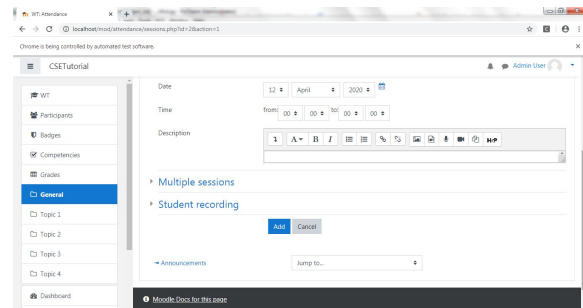 WT: Attendance
localhost/mod/attendance/sessions.php?id=2&action=1
Chrome is being controlled by automated test software.
CSETutorial
Admin User
WT
Participants
Badges
Competencies
Grades
General
Topic 1
Topic 2
Topic 3
Topic 4
Dashboard
Date
12 April 2020
Time
from: 00 00 to: 00 00
Description
A B I H-P
Multiple sessions
Student recording
Add Cancel
Announcements
Jump to...
Moodle Docs for this page